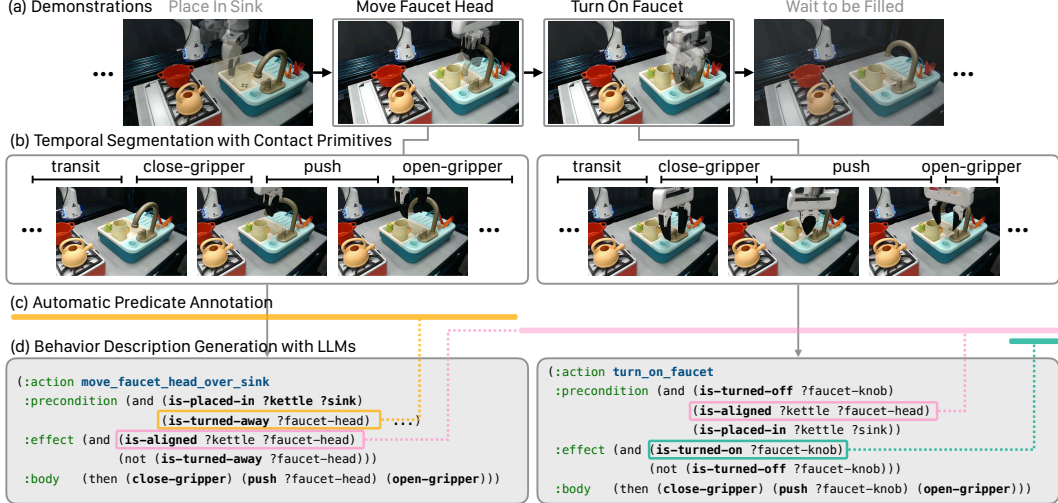 (a) Demonstrations
Place In Sink
Move Faucet Head
Turn On Faucet
Wait to be Filled
...
...
(b) Temporal Segmentation with Contact Primitives
transit
close-gripper
push
open-gripper
transit
close-gripper
push
open-gripper
...
...
...
...
(c) Automatic Predicate Annotation
(d) Behavior Description Generation with LLMs
(:action move_faucet_head_over_sink
:precondition (and (is-placed-in ?kettle ?sink)
(is-turned-away ?faucet-head) ...)
:effect (and (is-aligned ?kettle ?faucet-head)
(not (is-turned-away ?faucet-head)))
:body (then (close-gripper) (push ?faucet-head) (open-gripper)))
(:action turn_on_faucet
:precondition (and (is-turned-off ?faucet-knob)
(is-aligned ?kettle ?faucet-head)
(is-placed-in ?kettle ?sink))
:effect (and (is-turned-on ?faucet-knob)
(not (is-turned-off ?faucet-knob)))
:body (then (close-gripper) (push ?faucet-knob) (open-gripper)))